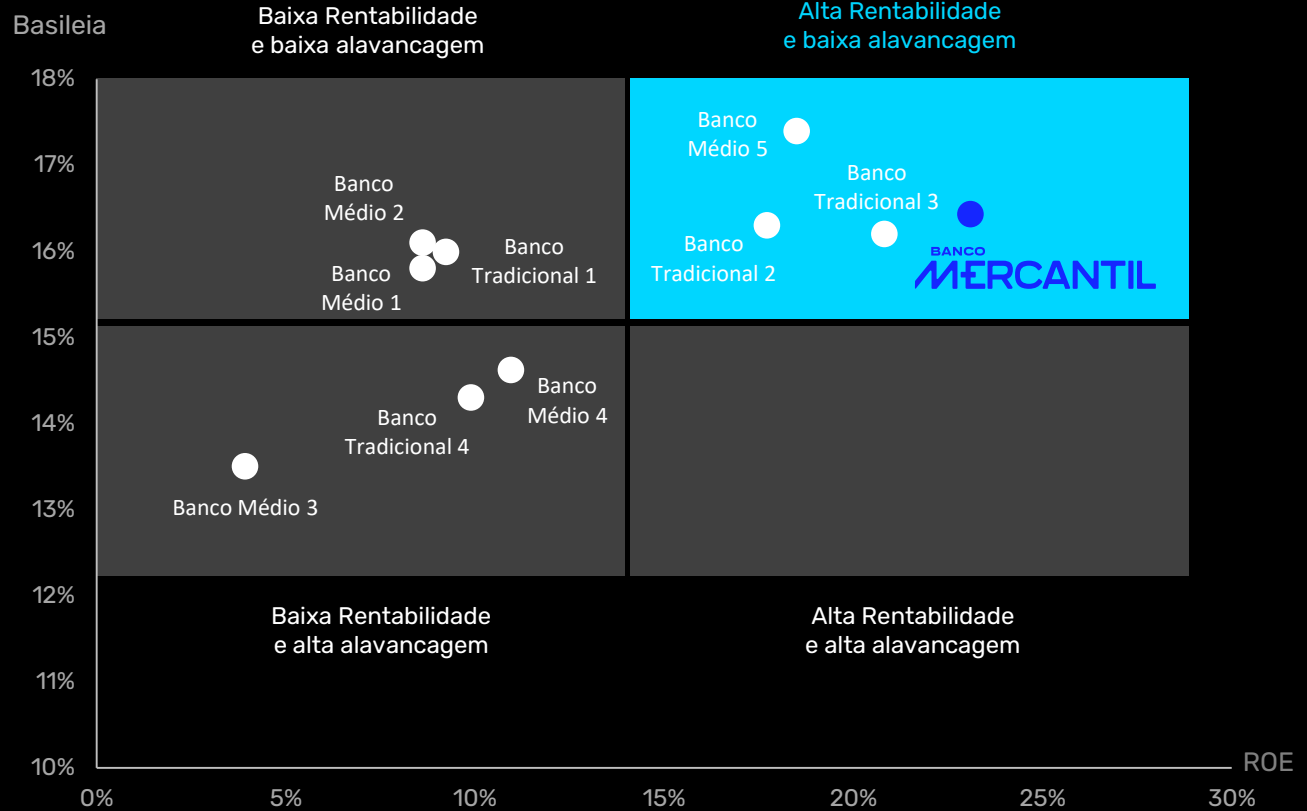 Basileia
Baixa Rentabilidade
e baixa alavancagem
Alta Rentabilidade
e baixa alavancagem
18%
17%
16%
15%
14%
13%
12%
11%
10%
Banco
Médio 2
Banco
Médio 1
Banco
Tradicional 1
Banco
Médio 5
Banco
Tradicional 3
Banco
Tradicional 2
BANCO
MERCANTIL
Banco
Tradicional 4
Banco
Médio 4
Banco Médio 3
Baixa Rentabilidade
e alta alavancagem
Alta Rentabilidade
e alta alavancagem
ROE
0%
5%
10%
15%
20%
25%
30%